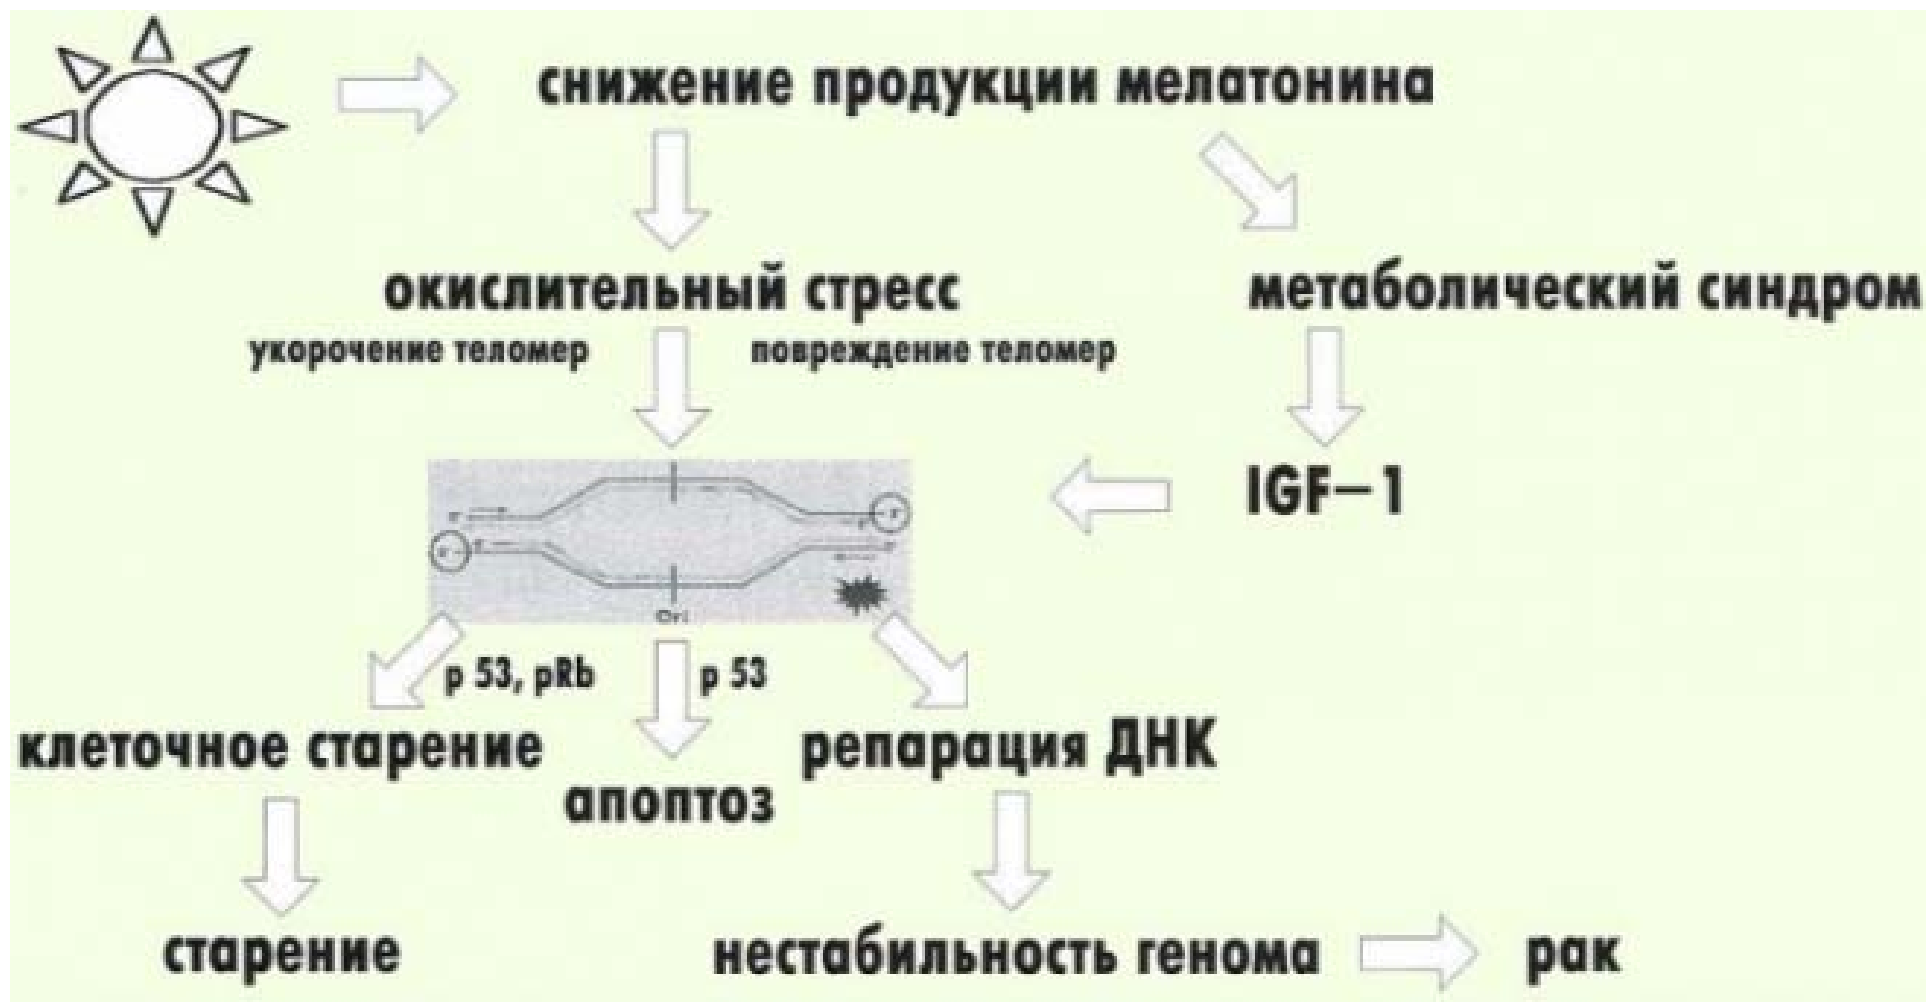 снижение продукции мелатонина
окислительный стресс
метаболический синдром
укорочение теломер
повреждение теломер
IGF–1
Ori
р 53, pRb
р 53
клеточное старение
репарация ДНК
апоптоз
старение
нестабильность генома
рак